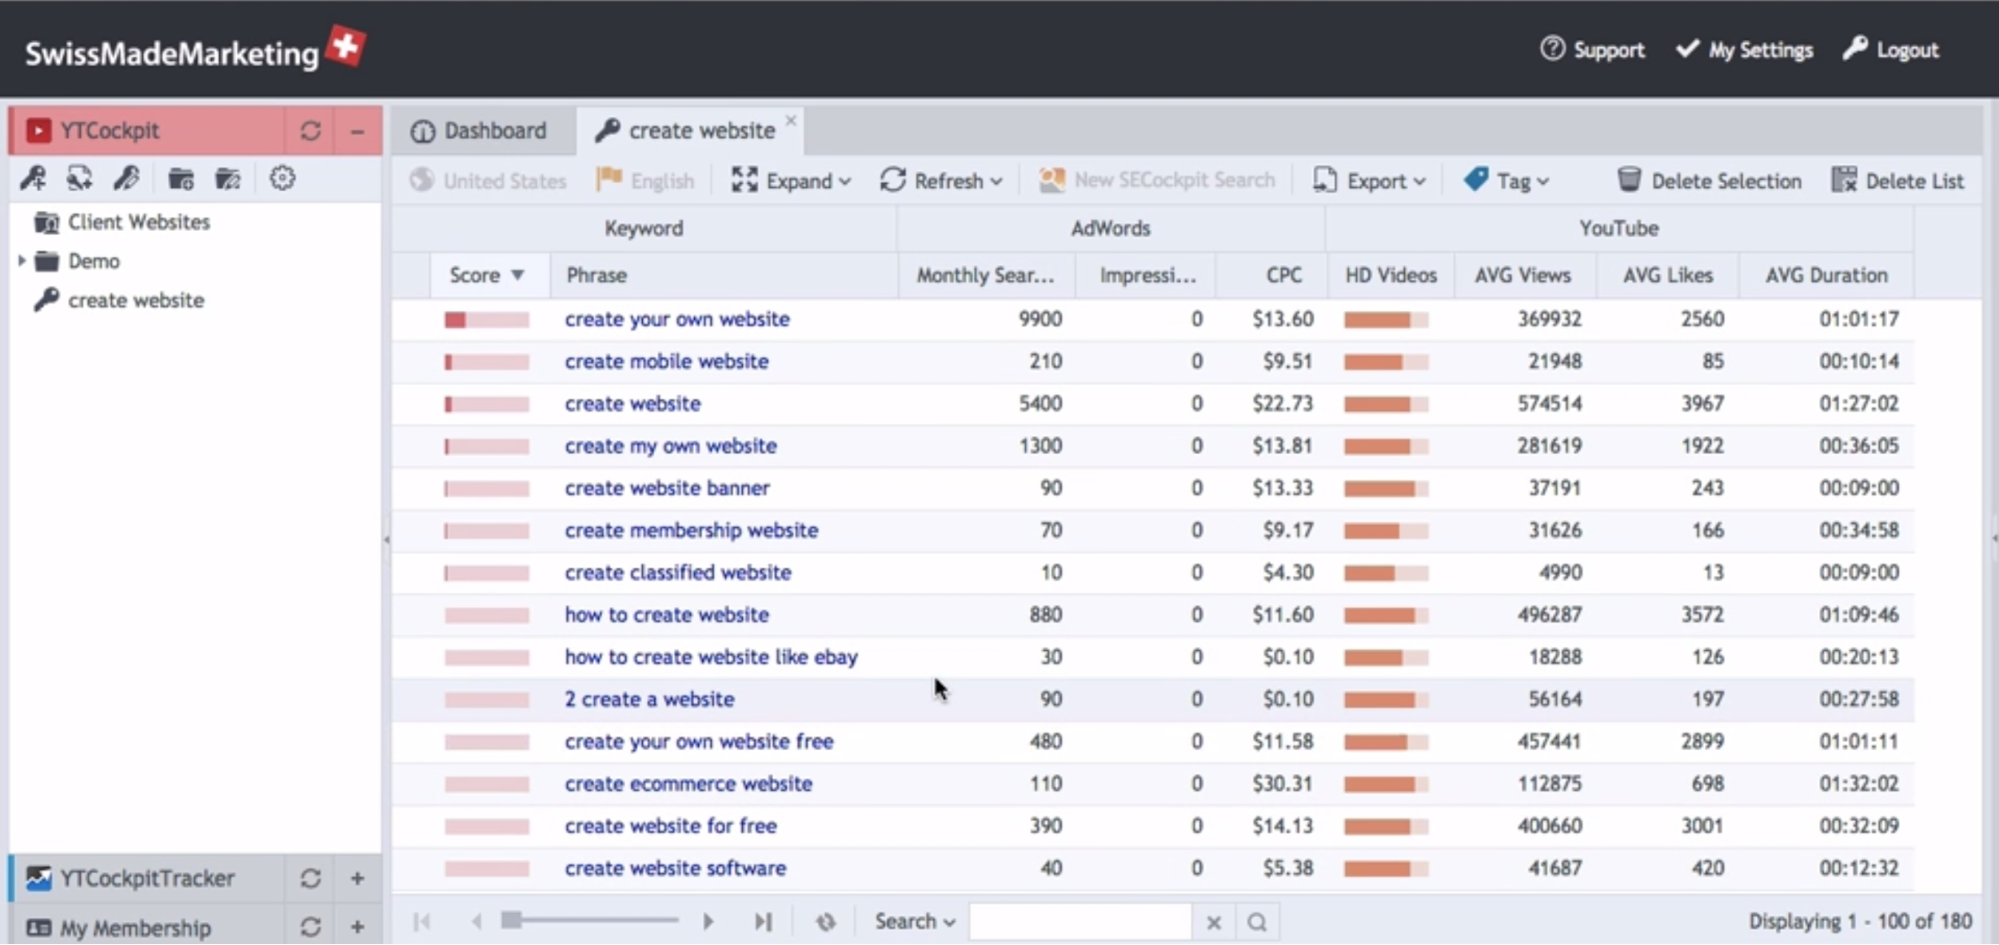 SwissMadeMarketing
Support My Settings Logout
YTCockpit
Dashboard create website
United States English Expand Refresh New SECockpit Search Export Tag Delete Selection Delete List
Client Websites
Demo
create website
Keyword AdWords YouTube
Score Phrase Monthly Sear... Impressi... CPC HD Videos AVG Views AVG Likes AVG Duration
create your own website 9900 0 $13.60 369932 2560 01:01:17
create mobile website 210 0 $9.51 21948 85 00:10:14
create website 5400 0 $22.73 574514 3967 01:27:02
create my own website 1300 0 $13.81 281619 1922 00:36:05
create website banner 90 0 $13.33 37191 243 00:09:00
create membership website 70 0 $9.17 31626 166 00:34:58
create classified website 10 0 $4.30 4990 13 00:09:00
how to create website 880 0 $11.60 496287 3572 01:09:46
how to create website like ebay 30 0 $0.10 18288 126 00:20:13
2 create a website 90 0 $0.10 56164 197 00:27:58
create your own website free 480 0 $11.58 457441 2899 01:01:11
create ecommerce website 110 0 $30.31 112875 698 01:32:02
create website for free 390 0 $14.13 400660 3001 00:32:09
create website software 40 0 $5.38 41687 420 00:12:32
YTCockpitTracker
My Membership
Search Displaying 1 - 100 of 180